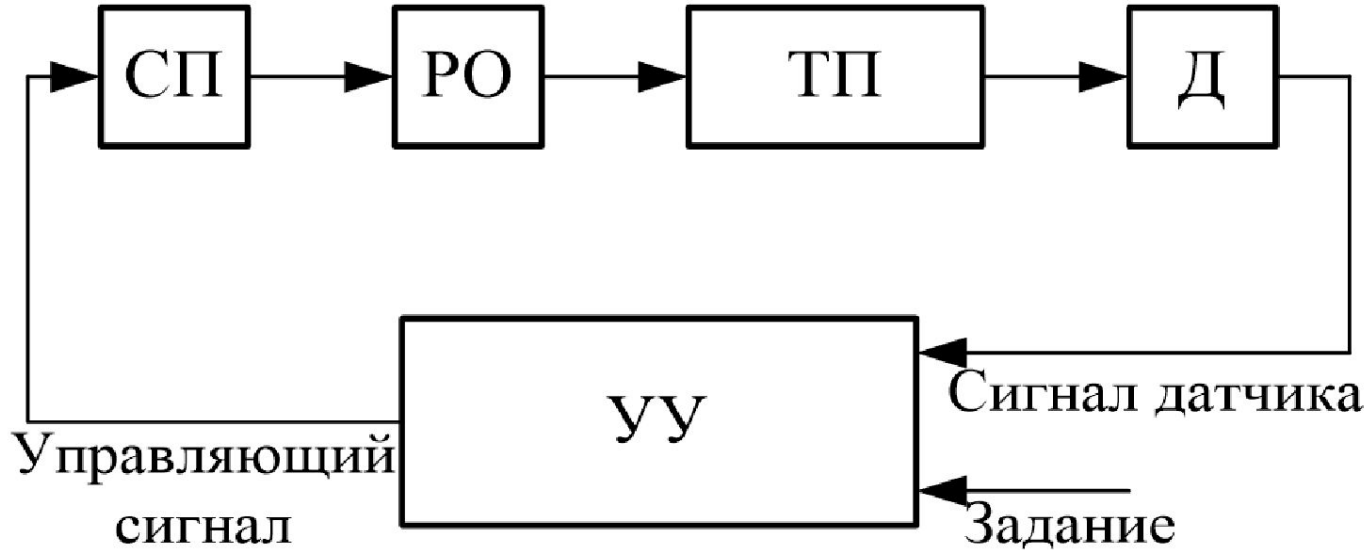 СП
РО
ТП
Д
УУ
Сигнал датчика
Управляющий
сигнал
Задание